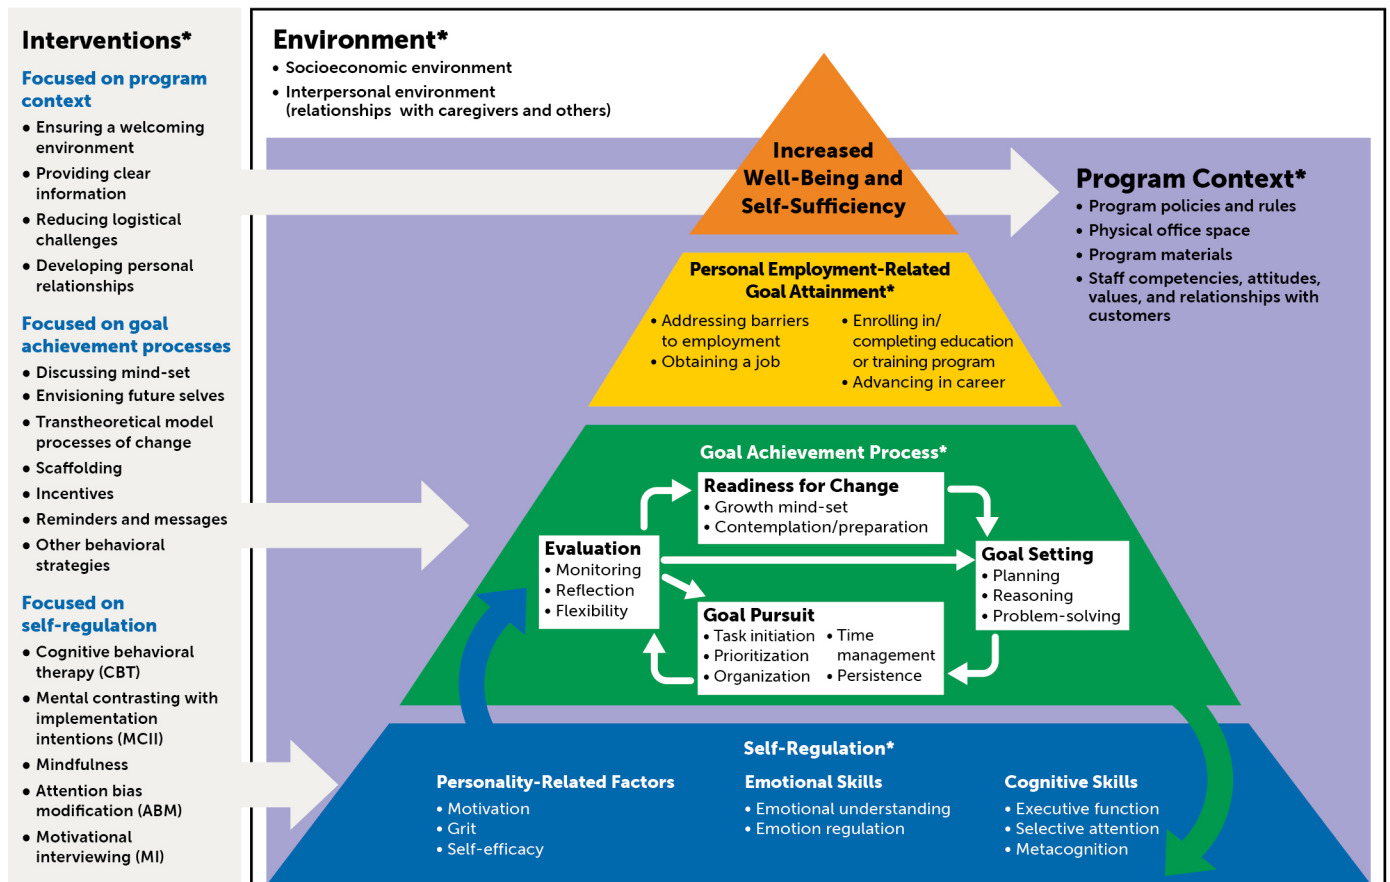 Interventions*
Focused on program
context
• Ensuring a welcoming
environment
• Providing clear
information
• Reducing logistical
challenges
• Developing personal
relationships
Focused on goal
achievement processes
• Discussing mind-set
• Envisioning future selves
• Transtheoretical model
processes of change
• Scaffolding
• Incentives
• Reminders and messages
• Other behavioral
strategies
Focused on
self-regulation
• Cognitive behavioral
therapy (CBT)
• Mental contrasting with
implementation
intentions (MCII)
• Mindfulness
• Attention bias
modification (ABM)
• Motivational
interviewing (MI)
Environment*
• Socioeconomic environment
• Interpersonal environment
(relationships with caregivers and others)
Increased
Well-Being and
Self-Sufficiency
Program Context*
• Program policies and rules
• Physical office space
• Program materials
• Staff competencies, attitudes,
values, and relationships with
customers
Personal Employment-Related
Goal Attainment*
• Addressing barriers
to employment
• Obtaining a job
• Enrolling in/
completing education
or training program
• Advancing in career
Goal Achievement Process*
Readiness for Change
• Growth mind-set
• Contemplation/preparation
Evaluation
• Monitoring
• Reflection
• Flexibility
Goal Setting
• Planning
• Reasoning
• Problem-solving
Goal Pursuit
• Task initiation
• Prioritization
• Organization
• Time
management
• Persistence
Self-Regulation*
Personality-Related Factors
• Motivation
• Grit
• Self-efficacy
Emotional Skills
• Emotional understanding
• Emotion regulation
Cognitive Skills
• Executive function
• Selective attention
• Metacognition